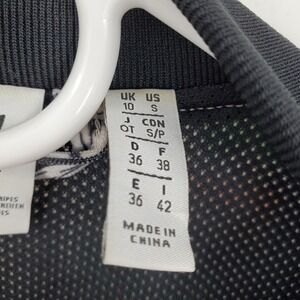 UK US
10 S
J CDN
OT S/P
D F
36 38
E I
36 42
MADE IN
CHINA